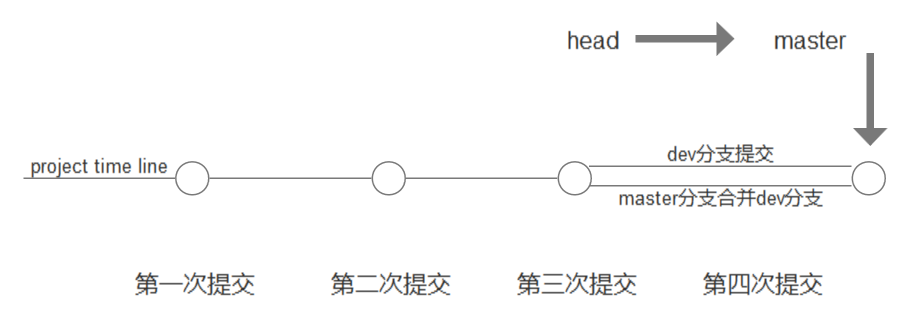 head master
project time line
dev分支提交
master分支合并dev分支
第一次提交 第二次提交 第三次提交 第四次提交